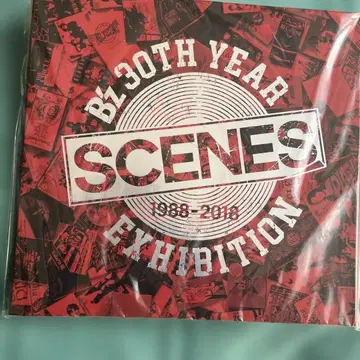 B'z 30TH YEAR
SCENES
1988-2018
EXHIBITION